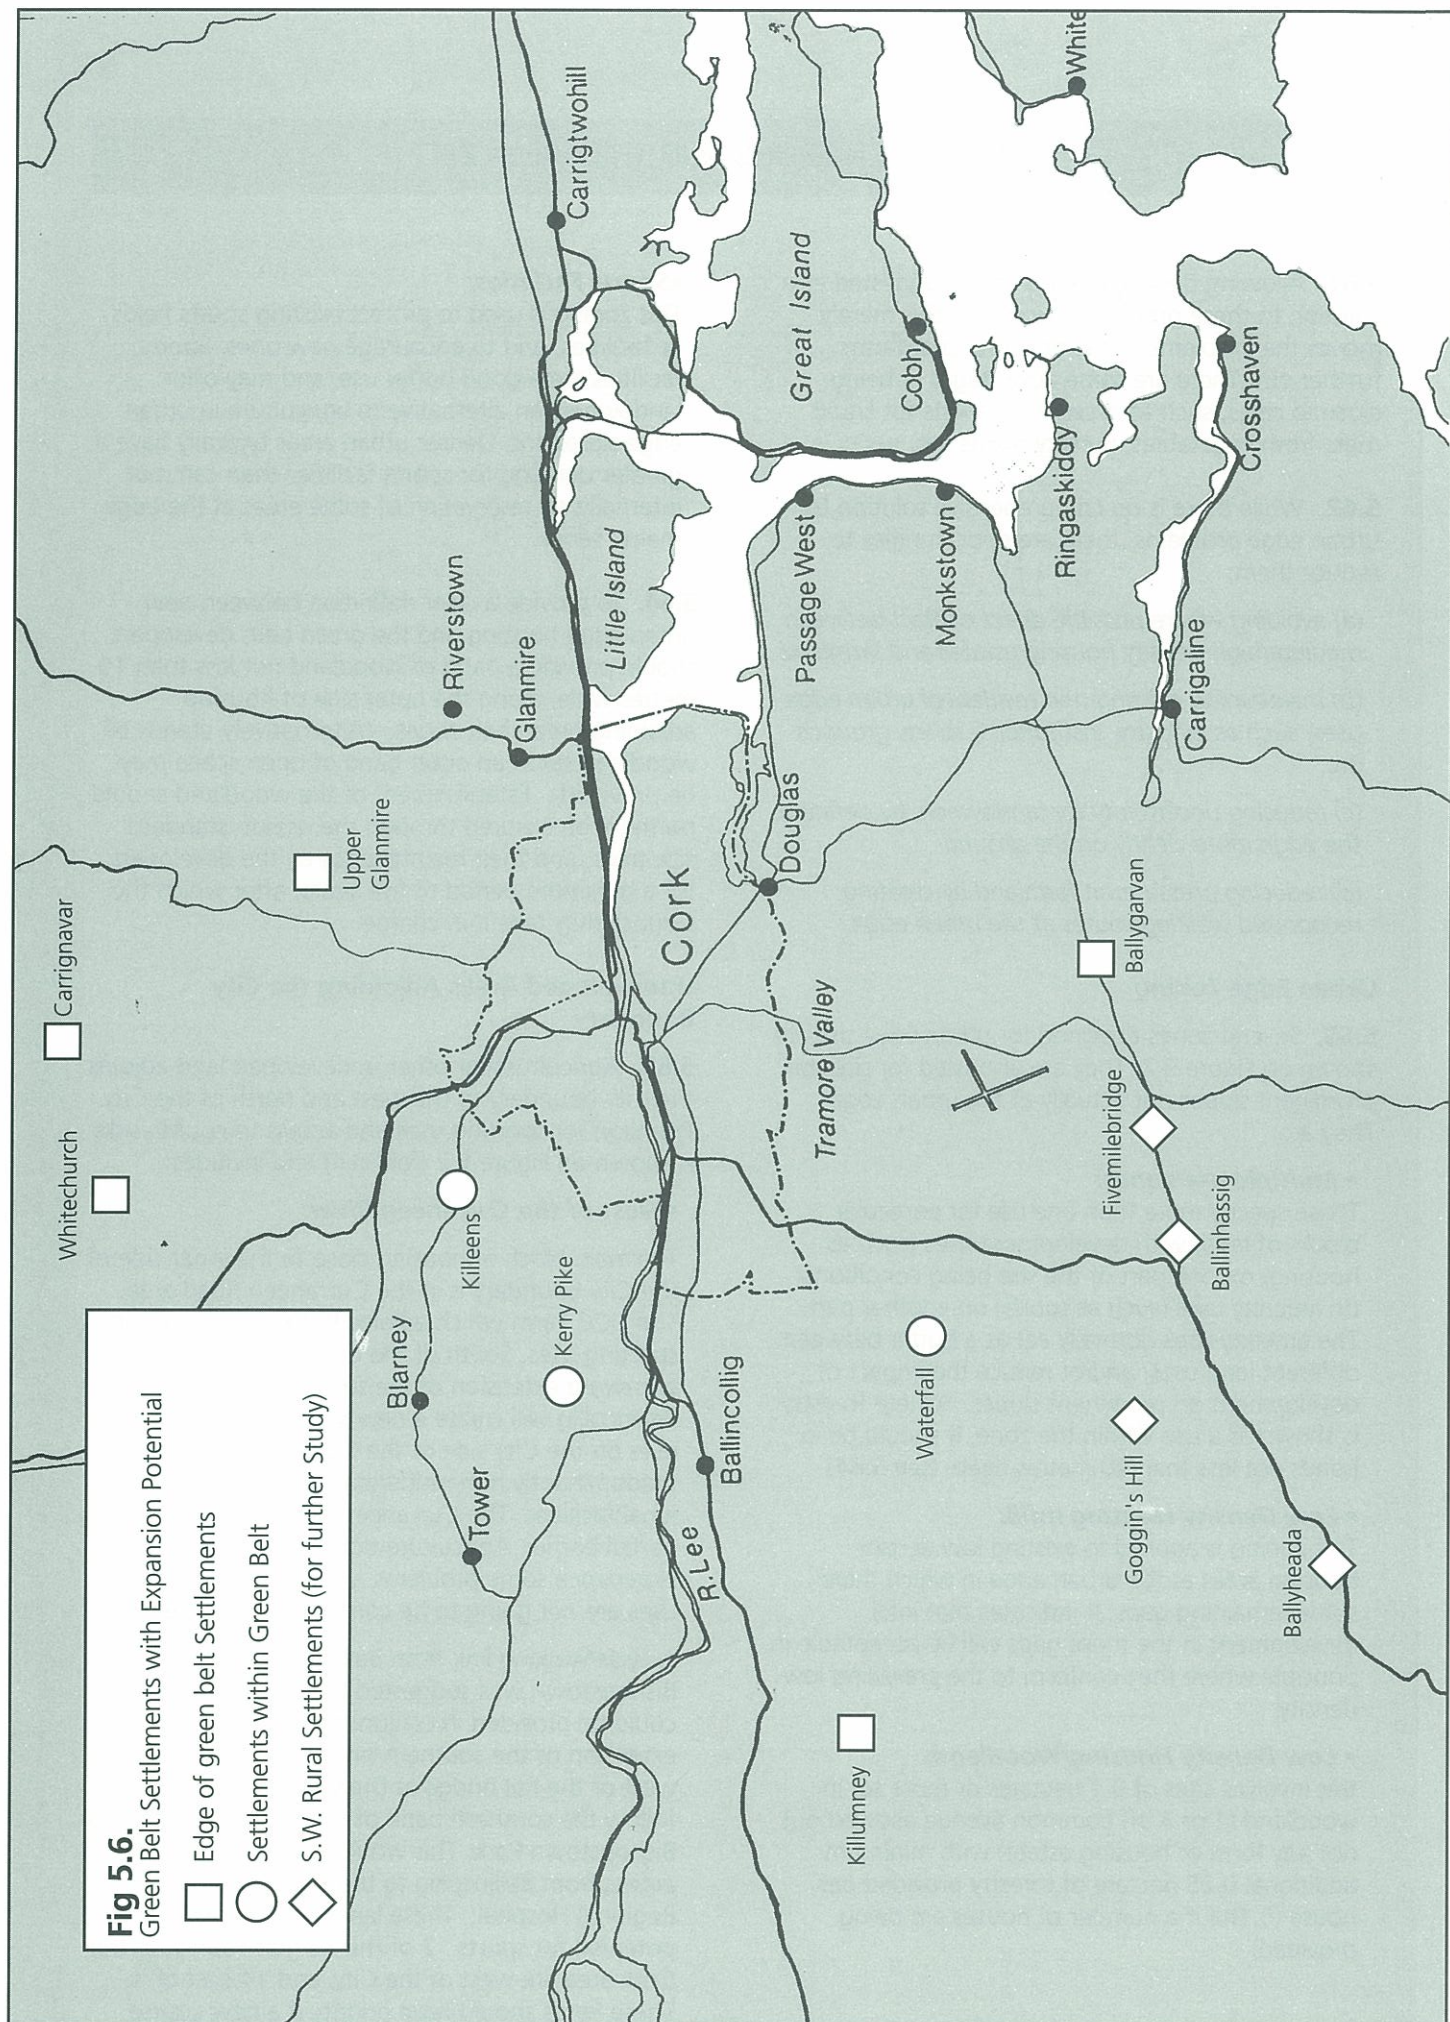 Fig 5.6.
Green Belt Settlements with Expansion Potential
Edge of green belt Settlements
Settlements within Green Belt
S.W. Rural Settlements (for further Study)
Whitechurch
Carrignavar
Upper
Glanmire
Riverstown
Glanmire
Carrigtwohill
Blarney
Killeens
Tower
Kerry Pike
Little Island
Cork
R.Lee
Ballincolig
Douglas
Great Island
Passage West
Cobh
Tramore Valley
Monkstown
Waterfall
Killumney
Ringaskiddy
White
Fivemilebridge
Ballygarvan
Carrigaline
Crosshaven
Goggin's Hill
Ballinhassig
Ballyheada